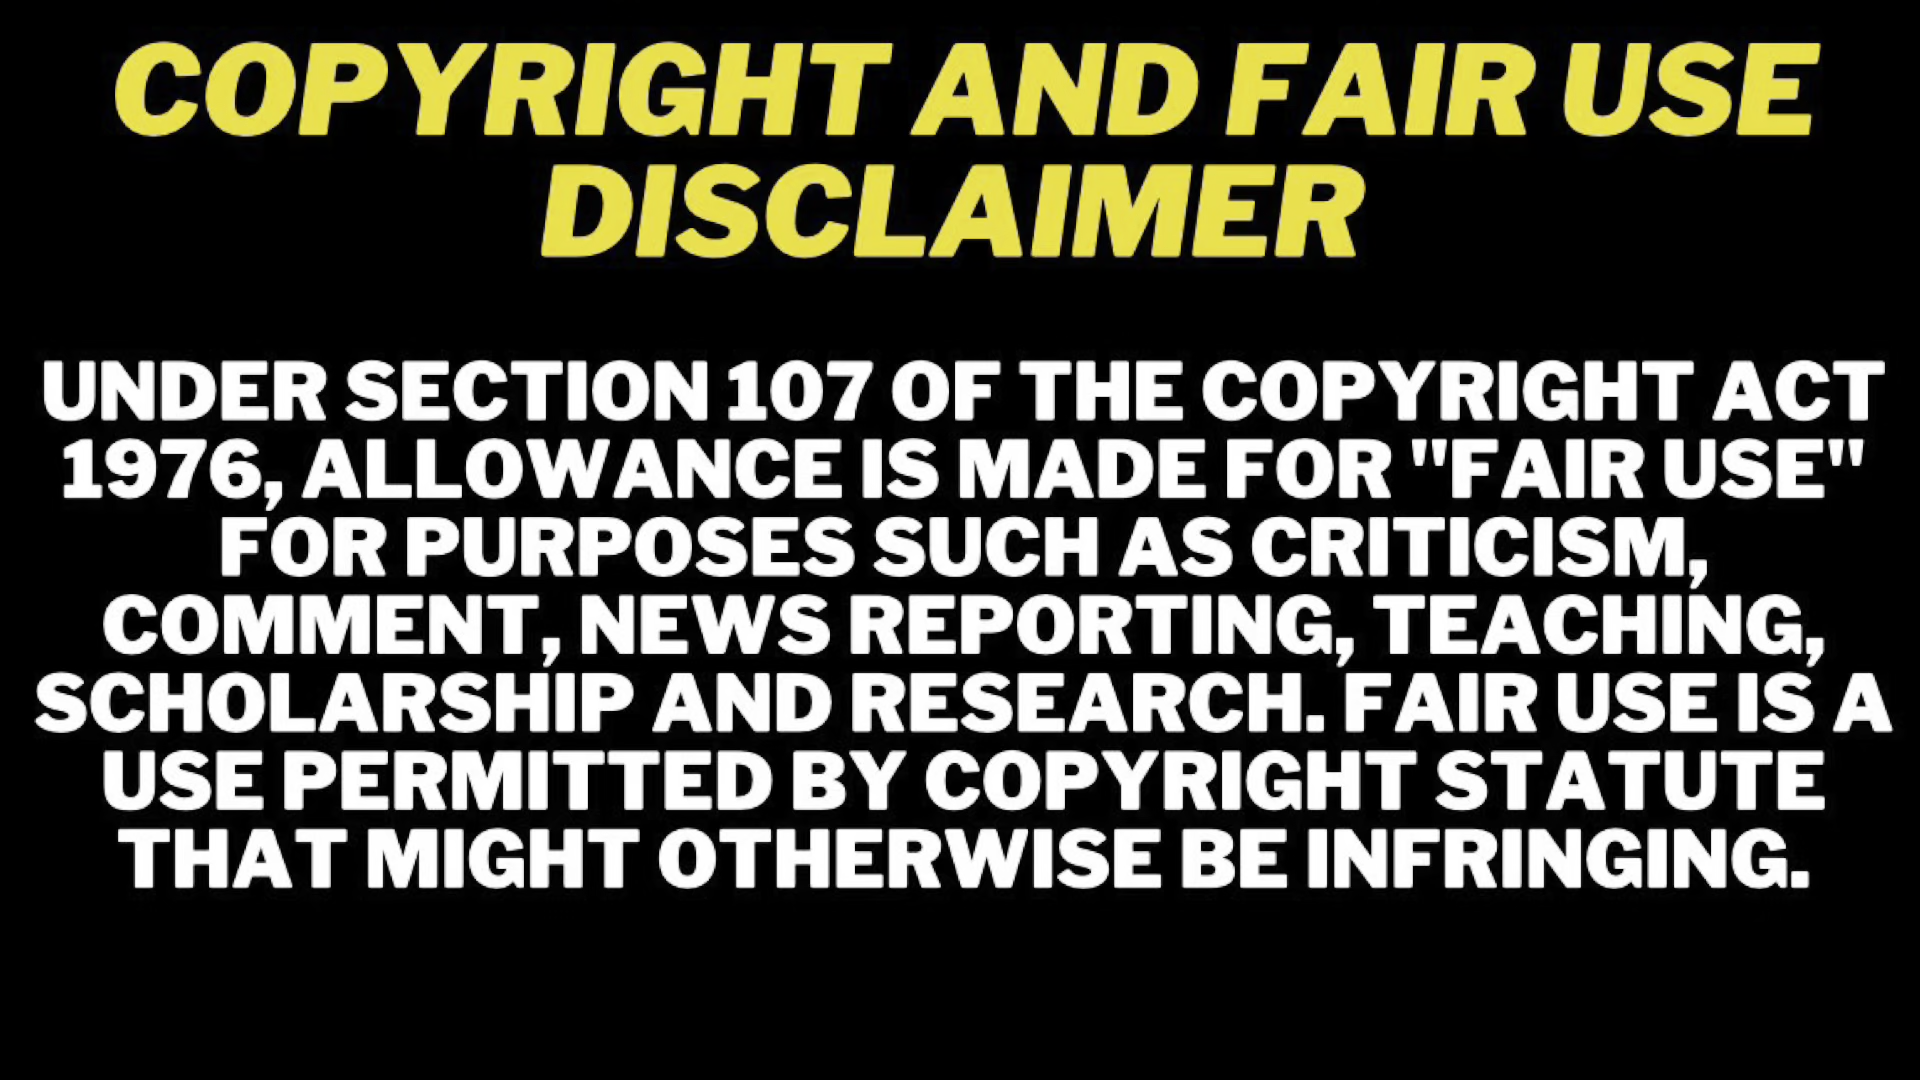 COPYRIGHT AND FAIR USE
DISCLAIMER
UNDER SECTION 107 OF THE COPYRIGHT ACT
1976, ALLOWANCE IS MADE FOR "FAIR USE"
FOR PURPOSES SUCH AS CRITICISM,
COMMENT, NEWS REPORTING, TEACHING,
SCHOLARSHIP AND RESEARCH. FAIR USE IS A
USE PERMITTED BY COPYRIGHT STATUTE
THAT MIGHT OTHERWISE BE INFRINGING.